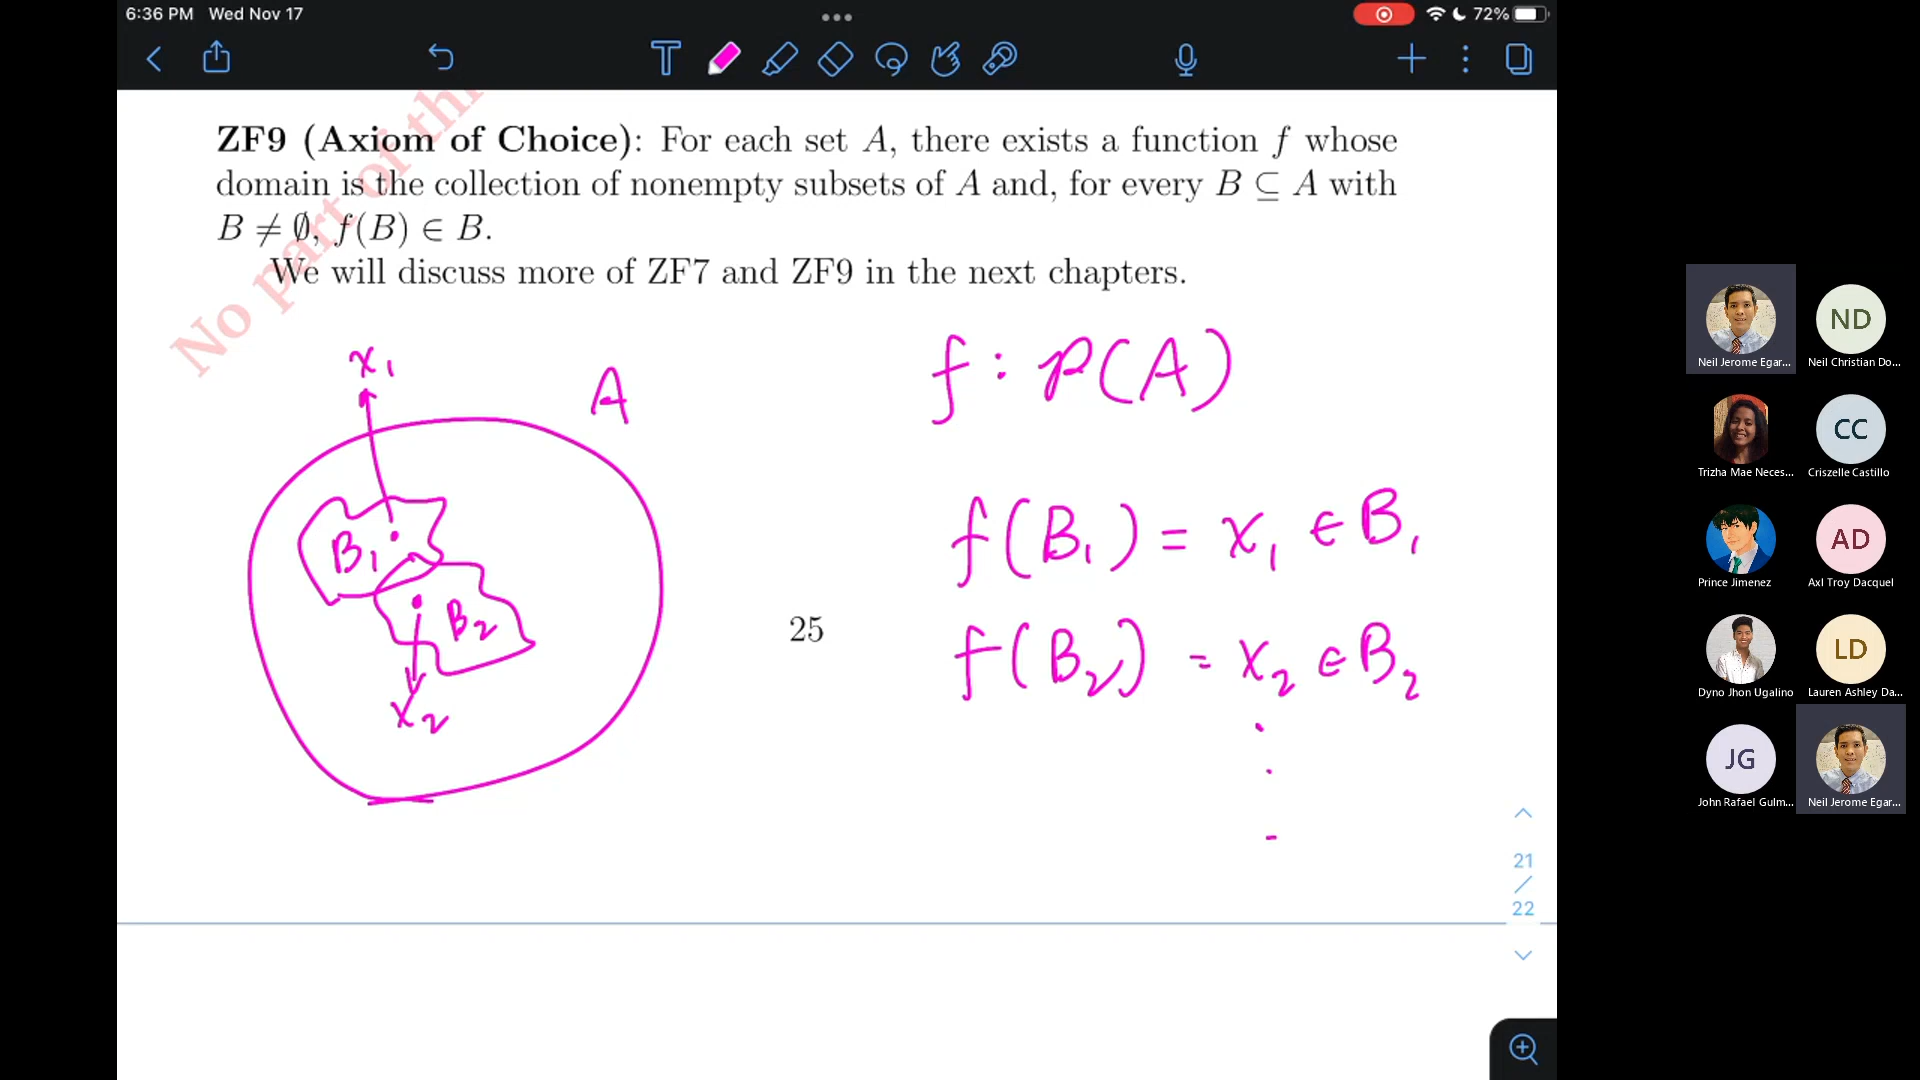 6:36 PM Wed Nov 17
72%
No part of thi
ZF9 (Axiom of Choice): For each set A, there exists a function f whose
domain is the collection of nonempty subsets of A and, for every B ⊆ A with
B ≠ ∅, f(B) ∈ B.
We will discuss more of ZF7 and ZF9 in the next chapters.
x₁
A
B₁
B₂
x₂
f : P(A)
f(B₁) = x₁ ∈ B₁
f(B₂) = x₂ ∈ B₂
.
.
.
25
21
/
22
Neil Jerome Egar...
ND
Neil Christian Do...
Trizha Mae Neces...
CC
Criszelle Castillo
Prince Jimenez
AD
Axl Troy Dacquel
Dyno Jhon Ugalino
LD
Lauren Ashley Da...
JG
John Rafael Gulm...
Neil Jerome Egar...